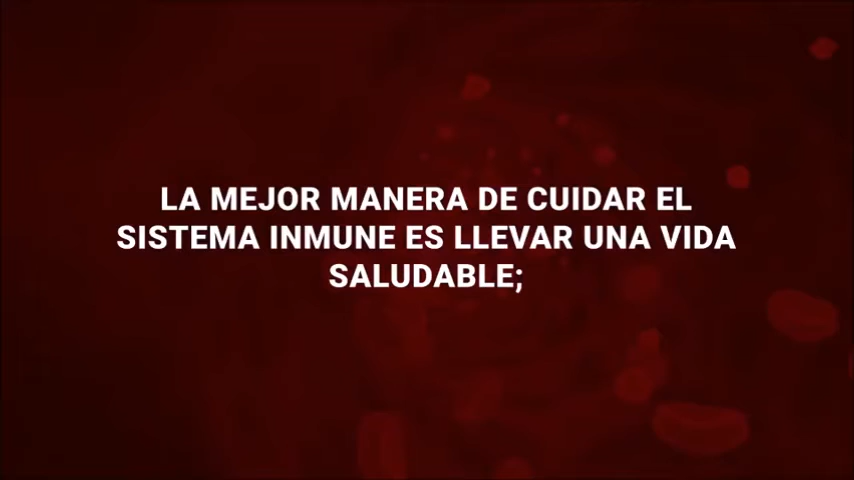 LA MEJOR MANERA DE CUIDAR EL
SISTEMA INMUNE ES LLEVAR UNA VIDA
SALUDABLE;